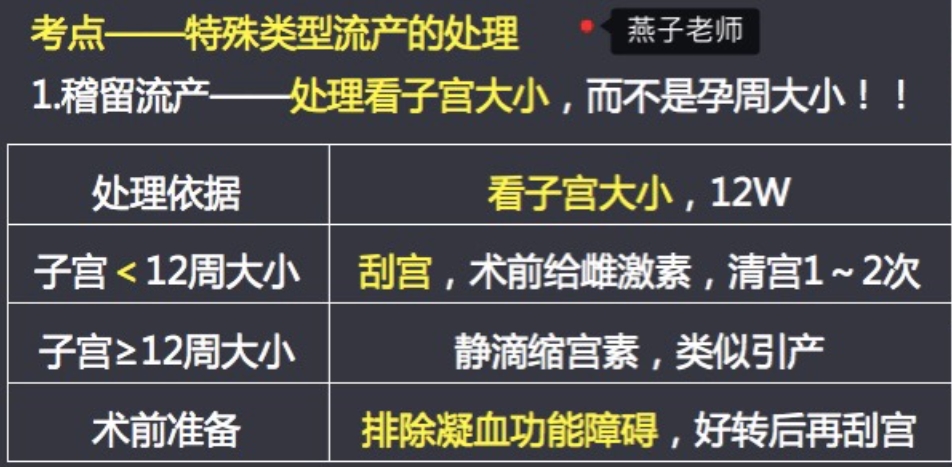 考点——特殊类型流产的处理
燕子老师
1.稽留流产——处理看子宫大小，而不是孕周大小！！
处理依据 看子宫大小，12W
子宫＜12周大小 刮宫，术前给雌激素，清宫1～2次
子宫≥12周大小 静滴缩宫素，类似引产
术前准备 排除凝血功能障碍，好转后再刮宫